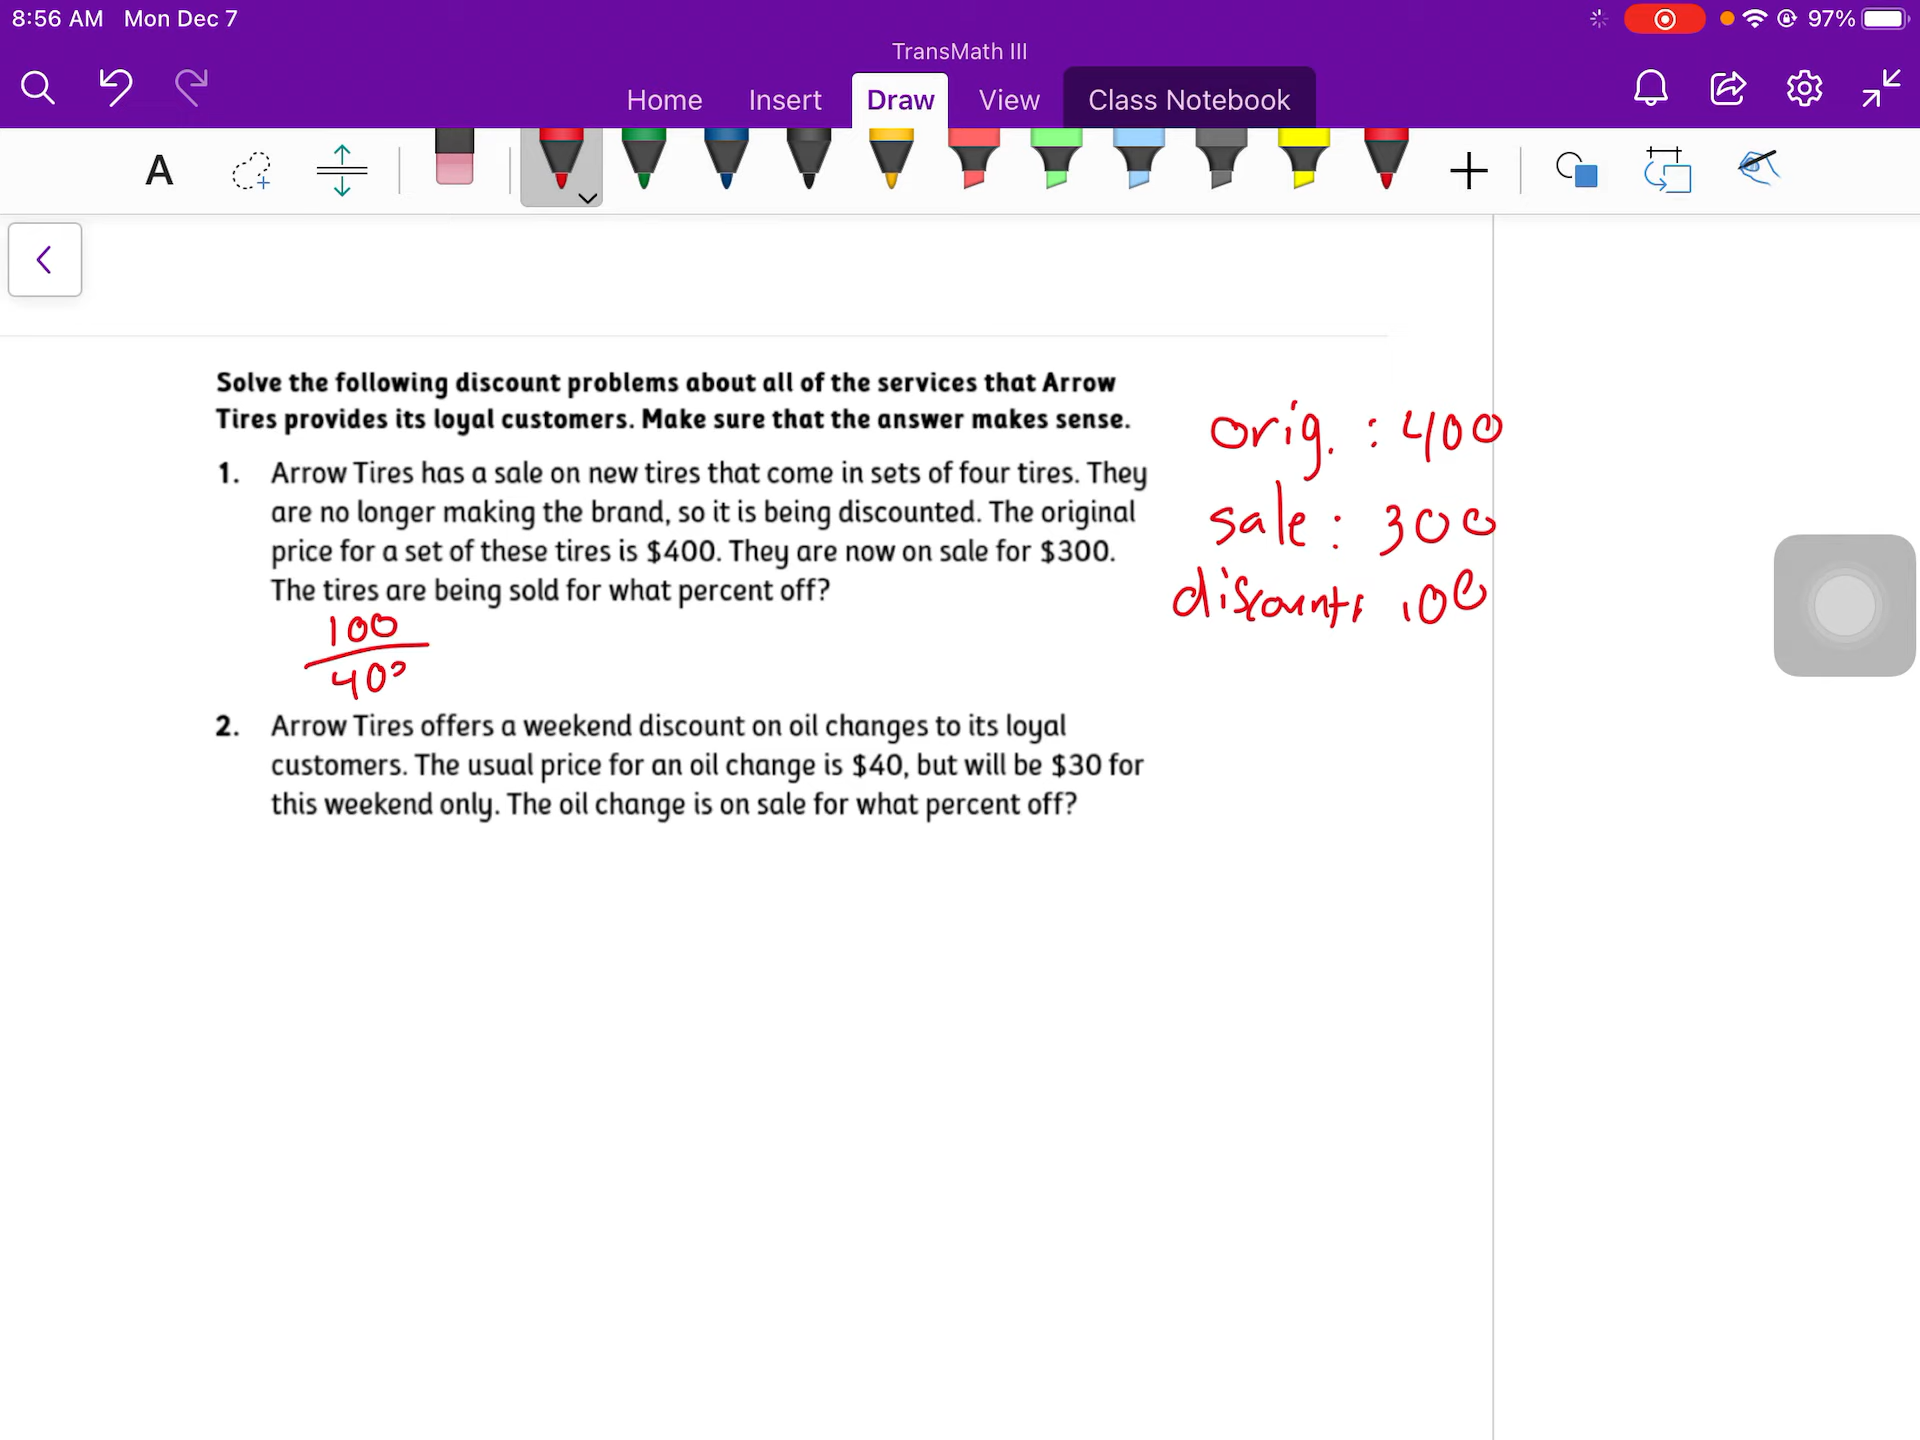 8:56 AM Mon Dec 7
97%
TransMath III
Home Insert Draw View Class Notebook
A
Solve the following discount problems about all of the services that Arrow
Tires provides its loyal customers. Make sure that the answer makes sense.
1. Arrow Tires has a sale on new tires that come in sets of four tires. They
are no longer making the brand, so it is being discounted. The original
price for a set of these tires is $400. They are now on sale for $300.
The tires are being sold for what percent off?
100
400
orig. : 400
sale: 300
discount: 100
2. Arrow Tires offers a weekend discount on oil changes to its loyal
customers. The usual price for an oil change is $40, but will be $30 for
this weekend only. The oil change is on sale for what percent off?